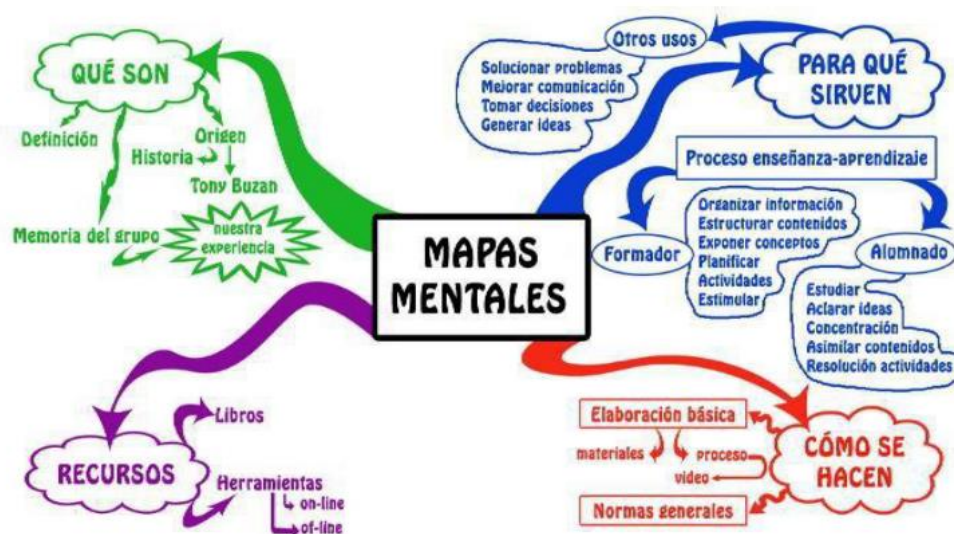 MAPAS
MENTALES
QUÉ SON
Definición
Origen
Historia
Tony Buzan
Memoria del grupo
nuestra
experiencia
PARA QUÉ
SIRVEN
Otros usos
Solucionar problemas
Mejorar comunicación
Tomar decisiones
Generar ideas
Proceso enseñanza-aprendizaje
Formador
Organizar información
Estructurar contenidos
Exponer conceptos
Planificar
Actividades
Estimular
Alumnado
Estudiar
Aclarar ideas
Concentración
Asimilar contenidos
Resolución actividades
CÓMO SE
HACEN
Elaboración básica
materiales
proceso
video
Normas generales
RECURSOS
Libros
Herramientas
on-line
of-line